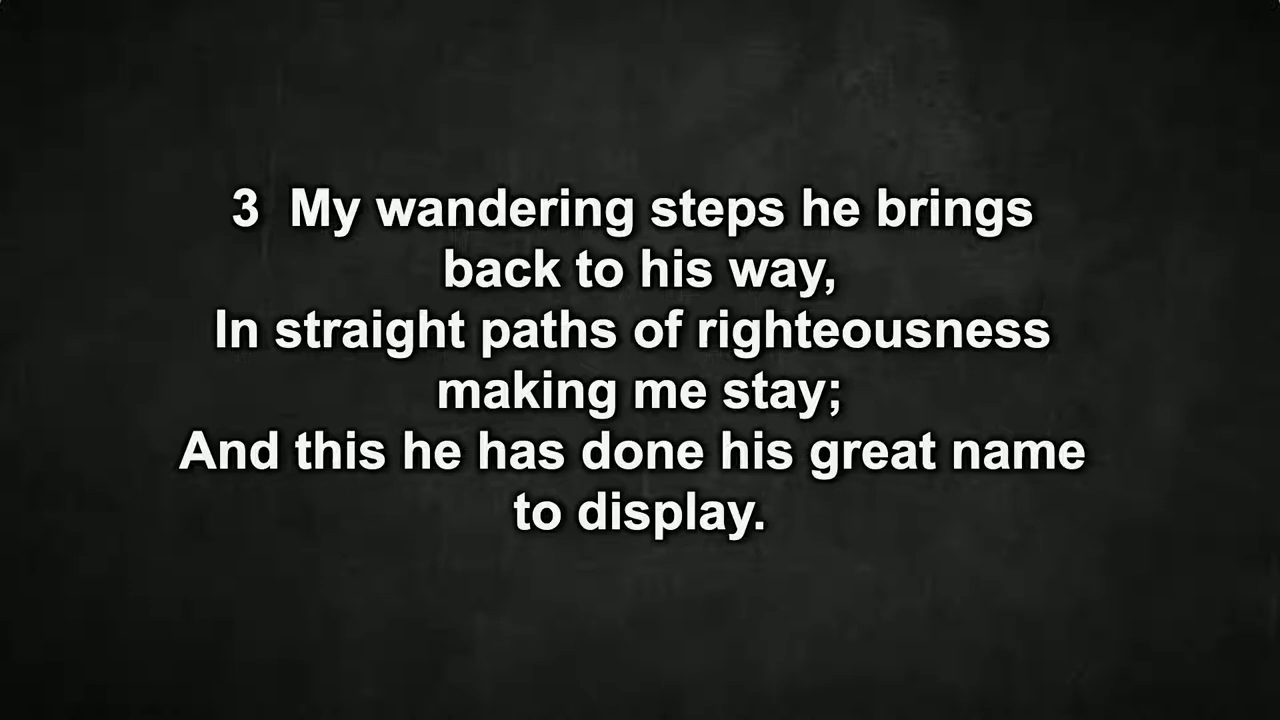 3  My wandering steps he brings
back to his way,
In straight paths of righteousness
making me stay;
And this he has done his great name
to display.